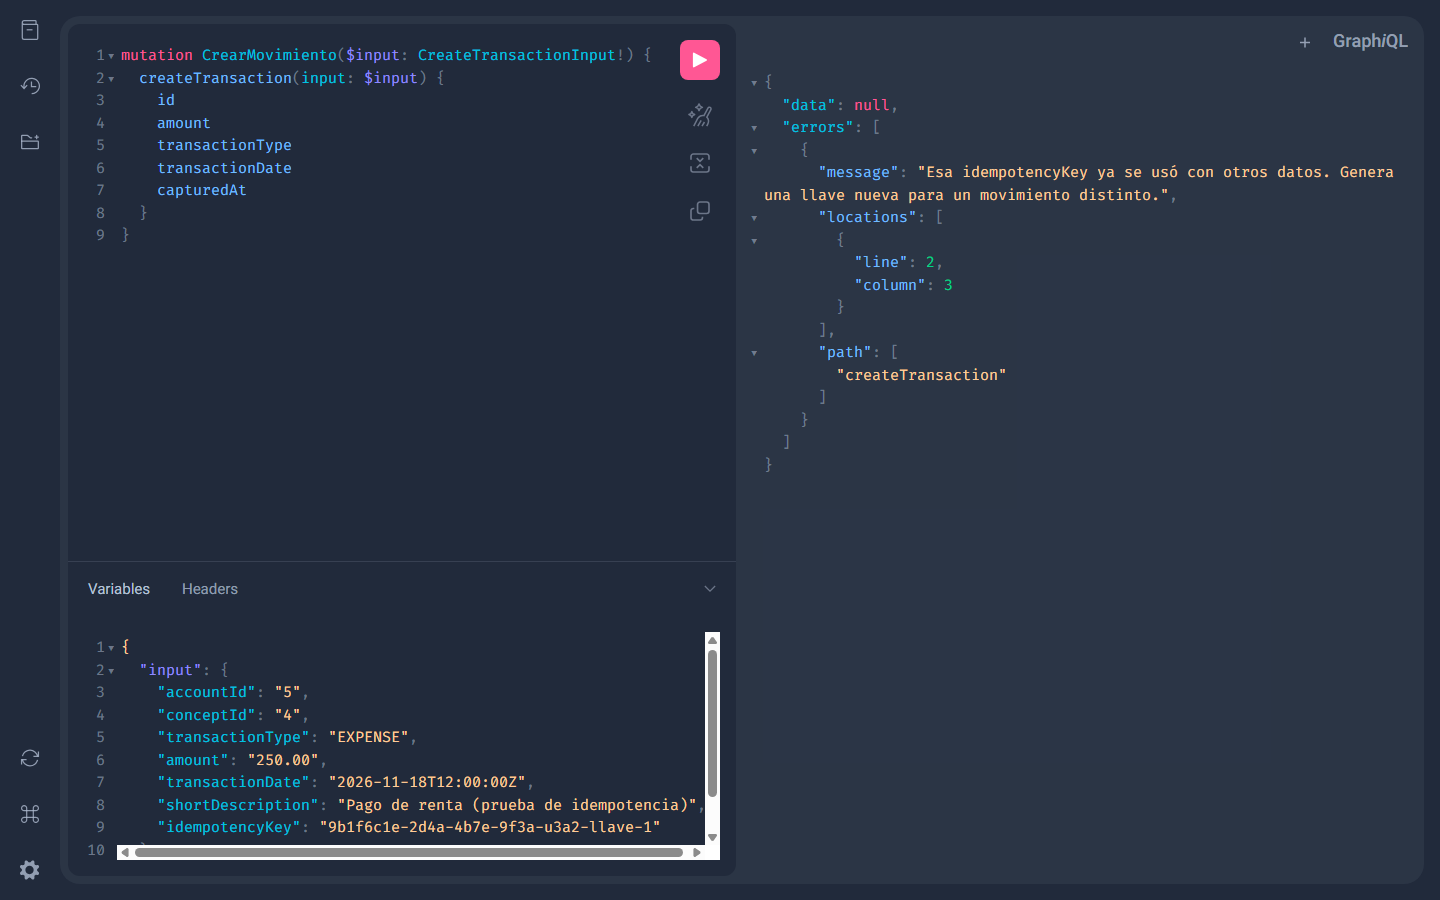 1 mutation CrearMovimiento($input: CreateTransactionInput!) {
2 createTransaction(input: $input) {
3 id
4 amount
5 transactionType
6 transactionDate
7 capturedAt
8 }
9 }
Variables Headers
1 {
2 "input": {
3 "accountId": "5",
4 "conceptId": "4",
5 "transactionType": "EXPENSE",
6 "amount": "250.00",
7 "transactionDate": "2026-11-18T12:00:00Z",
8 "shortDescription": "Pago de renta (prueba de idempotencia)",
9 "idempotencyKey": "9b1f6c1e-2d4a-4b7e-9f3a-u3a2-llave-1"
10
+ GraphiQL
{
"data": null,
"errors": [
{
"message": "Esa idempotencyKey ya se usó con otros datos. Genera
una llave nueva para un movimiento distinto.",
"locations": [
{
"line": 2,
"column": 3
}
],
"path": [
"createTransaction"
]
}
]
}